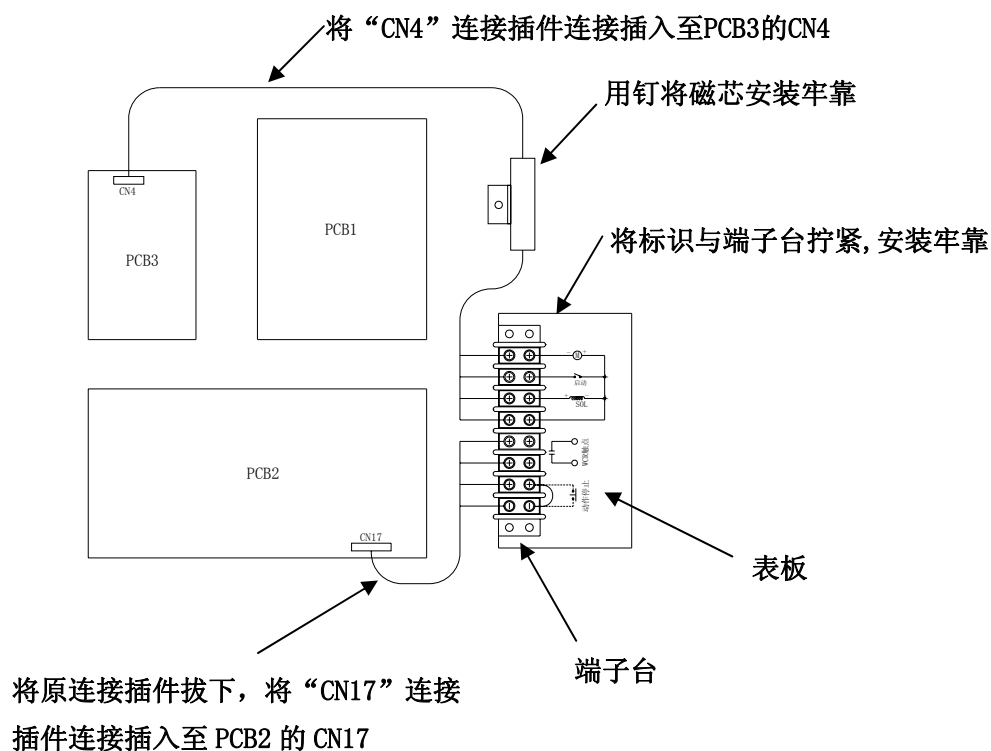 将“CN4”连接插件连接插入至PCB3的CN4
用钉将磁芯安装牢靠
CN4
PCB3
PCB1
将标识与端子台拧紧,安装牢靠
- M +
启动
+ -
SOL
WCR触点
动作停止
PCB2
CN17
表板
端子台
将原连接插件拔下，将“CN17”连接
插件连接插入至 PCB2 的 CN17